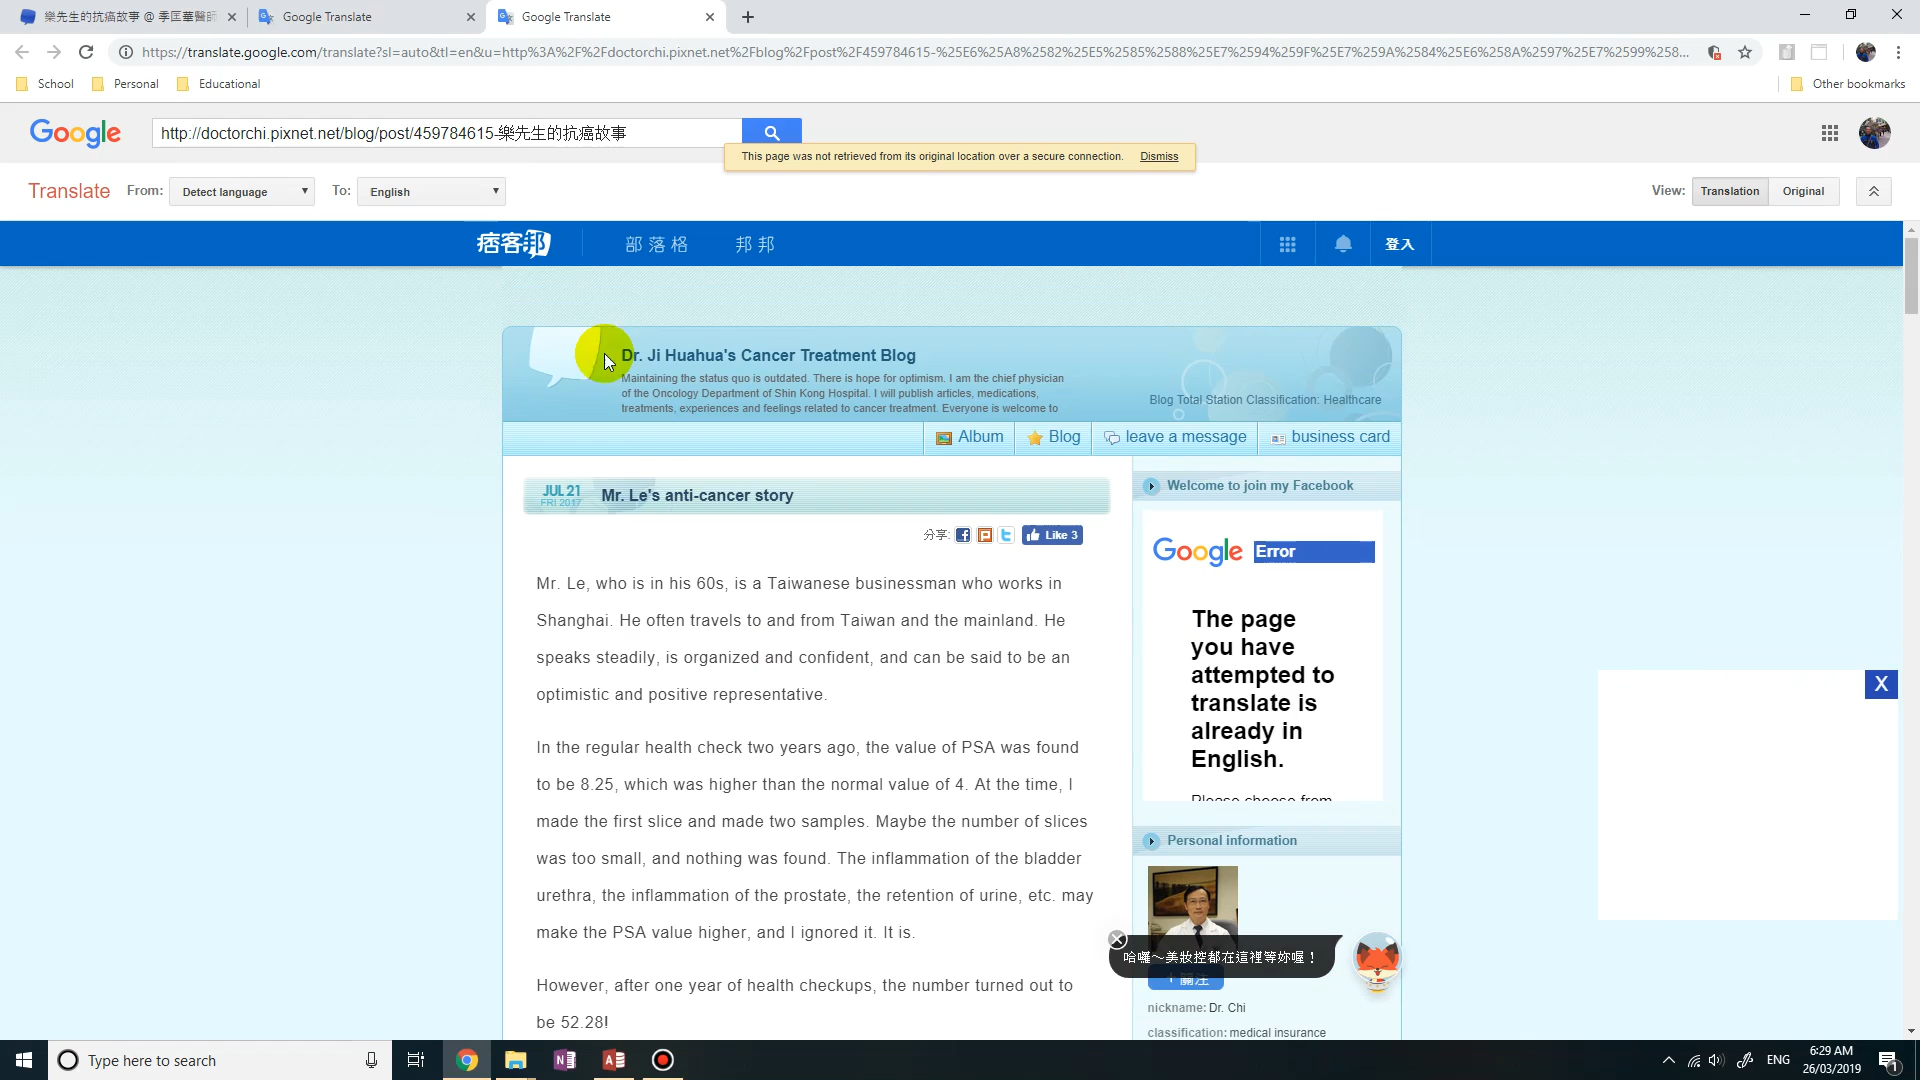 樂先生的抗癌故事 @ 季匡華醫師
Google Translate
Google Translate
https://translate.google.com/translate?sl=auto&tl=en&u=http%3A%2F%2Fdoctorchi.pixnet.net%2Fblog%2Fpost%2F459784615-%25E6%25A8%2582%25E5%2585%2588%25E7%2594%259F%25E7%259A%2584%25E6%258A%2597%25E7%2599%258...
School
Personal
Educational
Other bookmarks
Google
http://doctorchi.pixnet.net/blog/post/459784615-樂先生的抗癌故事
This page was not retrieved from its original location over a secure connection. Dismiss
Translate
From:
Detect language
To:
English
View:
Translation
Original
痞客邦
部落格
邦邦
登入
Dr. Ji Huahua's Cancer Treatment Blog
Maintaining the status quo is outdated. There is hope for optimism. I am the chief physician
of the Oncology Department of Shin Kong Hospital. I will publish articles, medications,
treatments, experiences and feelings related to cancer treatment. Everyone is welcome to
Blog Total Station Classification: Healthcare
Album
Blog
leave a message
business card
JUL 21
FRI 2017
Mr. Le's anti-cancer story
分享:
Like 3
Mr. Le, who is in his 60s, is a Taiwanese businessman who works in
Shanghai. He often travels to and from Taiwan and the mainland. He
speaks steadily, is organized and confident, and can be said to be an
optimistic and positive representative.
In the regular health check two years ago, the value of PSA was found
to be 8.25, which was higher than the normal value of 4. At the time, I
made the first slice and made two samples. Maybe the number of slices
was too small, and nothing was found. The inflammation of the bladder
urethra, the inflammation of the prostate, the retention of urine, etc. may
make the PSA value higher, and I ignored it. It is.
However, after one year of health checkups, the number turned out to
be 52.28!
Welcome to join my Facebook
Google
Error
The page
you have
attempted to
translate is
already in
English.
Please choose from
X
Personal information
哈囉～美妝控都在這裡等妳喔！
+ 關注
nickname: Dr. Chi
classification: medical insurance
Type here to search
ENG
6:29 AM
26/03/2019
1